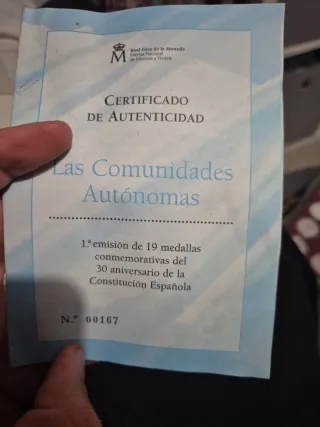 Real Casa de la Moneda
Fábrica Nacional
de Moneda y Timbre
M
CERTIFICADO
DE AUTENTICIDAD
Las Comunidades
Autónomas
1.ª emisión de 19 medallas
conmemorativas del
30 aniversario de la
Constitución Española
N.º 00167